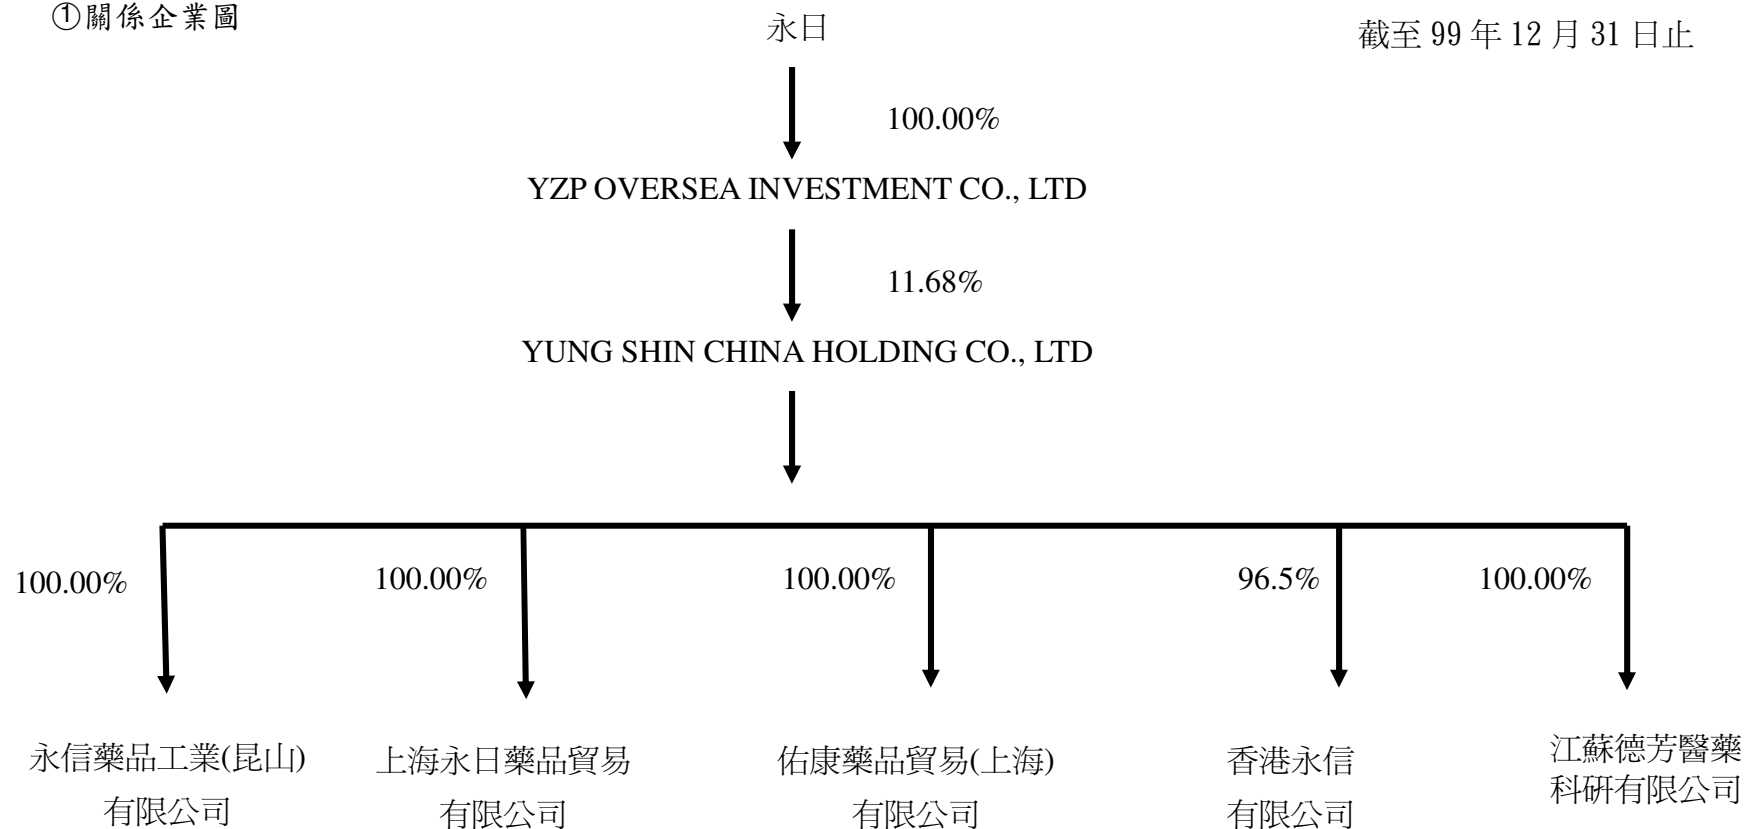 ①關係企業圖
永日
截至 99 年 12 月 31 日止
100.00%
YZP OVERSEA INVESTMENT CO., LTD
11.68%
YUNG SHIN CHINA HOLDING CO., LTD
100.00%
100.00%
100.00%
96.5%
100.00%
永信藥品工業(昆山)
有限公司
上海永日藥品貿易
有限公司
佑康藥品貿易(上海)
有限公司
香港永信
有限公司
江蘇德芳醫藥
科研有限公司